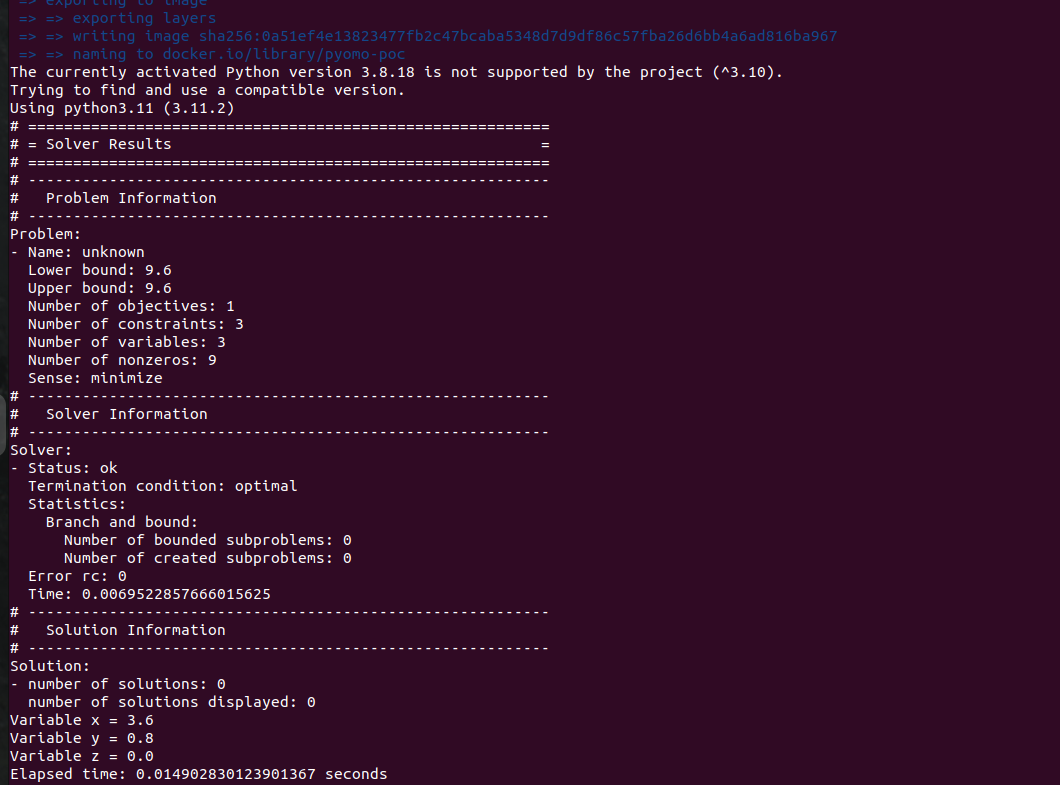 => exporting to image
=> => exporting layers
=> => writing image sha256:0a51ef4e13823477fb2c47bcaba5348d7d9df86c57fba26d6bb4a6ad816ba967
=> => naming to docker.io/library/pyomo-poc
The currently activated Python version 3.8.18 is not supported by the project (^3.10).
Trying to find and use a compatible version.
Using python3.11 (3.11.2)
# ==========================================================
# = Solver Results                                         =
# ==========================================================
# ----------------------------------------------------------
#   Problem Information
# ----------------------------------------------------------
Problem:
- Name: unknown
  Lower bound: 9.6
  Upper bound: 9.6
  Number of objectives: 1
  Number of constraints: 3
  Number of variables: 3
  Number of nonzeros: 9
  Sense: minimize
# ----------------------------------------------------------
#   Solver Information
# ----------------------------------------------------------
Solver:
- Status: ok
  Termination condition: optimal
  Statistics:
    Branch and bound:
      Number of bounded subproblems: 0
      Number of created subproblems: 0
  Error rc: 0
  Time: 0.0069522857666015625
# ----------------------------------------------------------
#   Solution Information
# ----------------------------------------------------------
Solution:
- number of solutions: 0
  number of solutions displayed: 0
Variable x = 3.6
Variable y = 0.8
Variable z = 0.0
Elapsed time: 0.014902830123901367 seconds